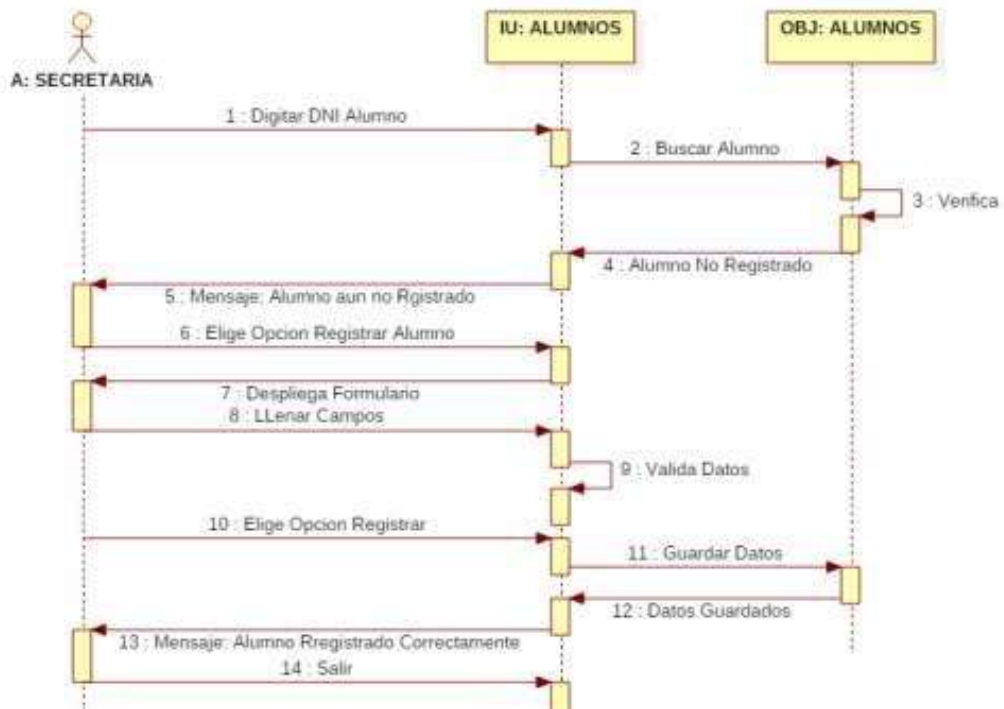 IU: ALUMNOS
OBJ: ALUMNOS
A: SECRETARIA
1 : Digitar DNI Alumno
2 : Buscar Alumno
3 : Verifica
4 : Alumno No Registrado
5 : Mensaje: Alumno aun no Rgistrado
6 : Elige Opcion Registrar Alumno
7 : Despliega Formulario
8 : LLenar Campos
9 : Valida Datos
10 : Elige Opcion Registrar
11 : Guardar Datos
12 : Datos Guardados
13 : Mensaje: Alumno Rregistrado Correctamente
14 : Salir